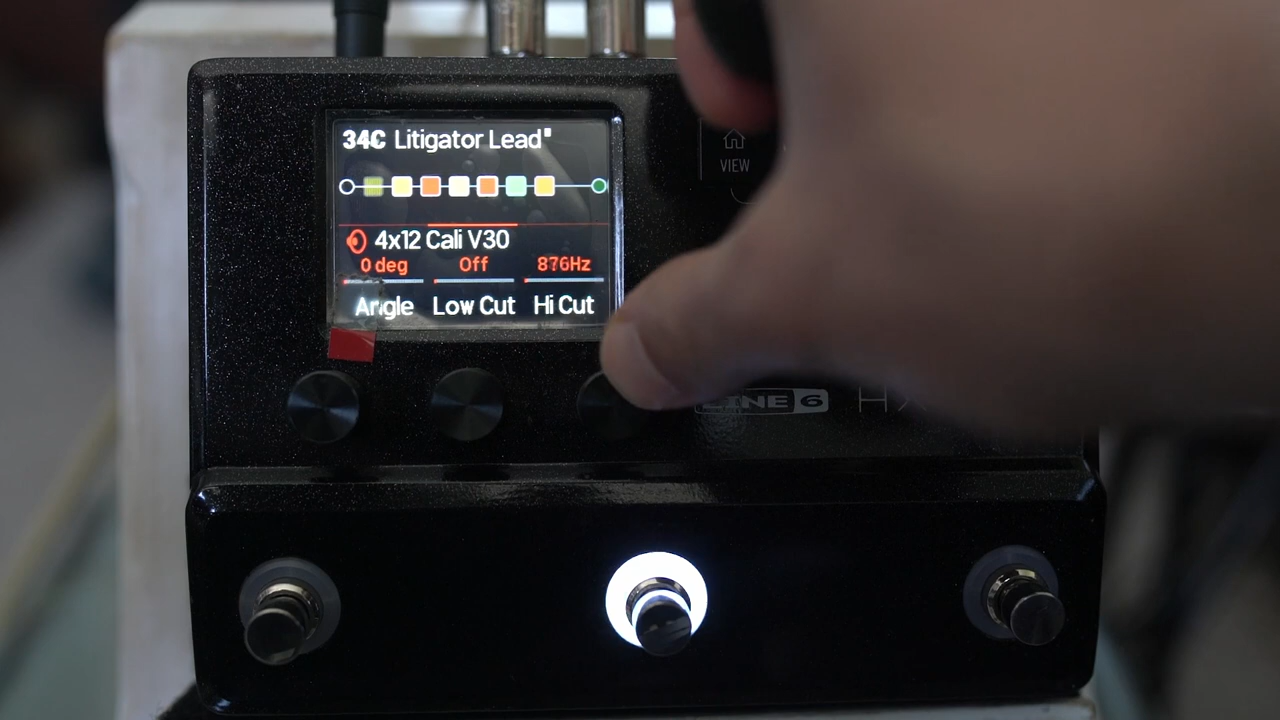 34C Litigator Lead
VIEW
4x12 Cali V30
0 deg Off 876Hz
Angle Low Cut Hi Cut
LINE 6